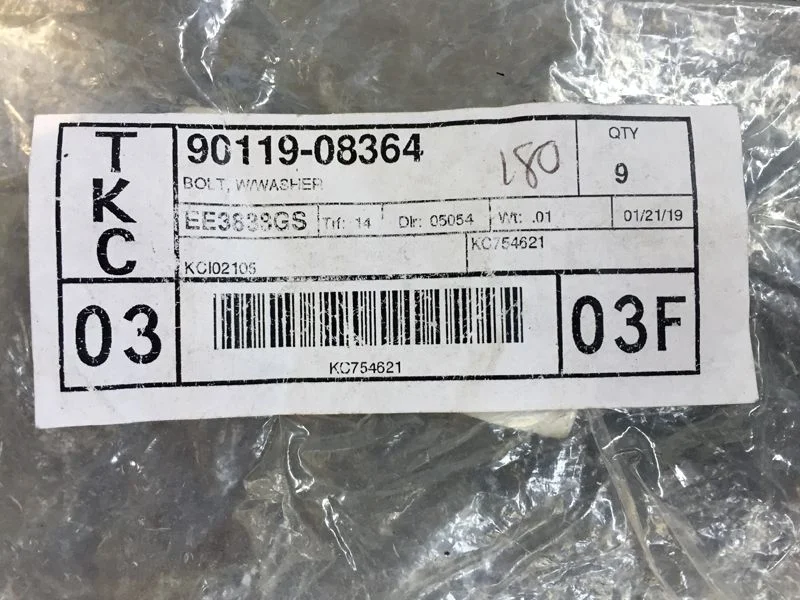 TKC
90119-08364
180
QTY
9
BOLT, W/WASHER
EE3838GS Trf: 14 Dlr: 05054 Wt: .01 01/21/19
KC754621
KCI02106
03
03F
KC754621